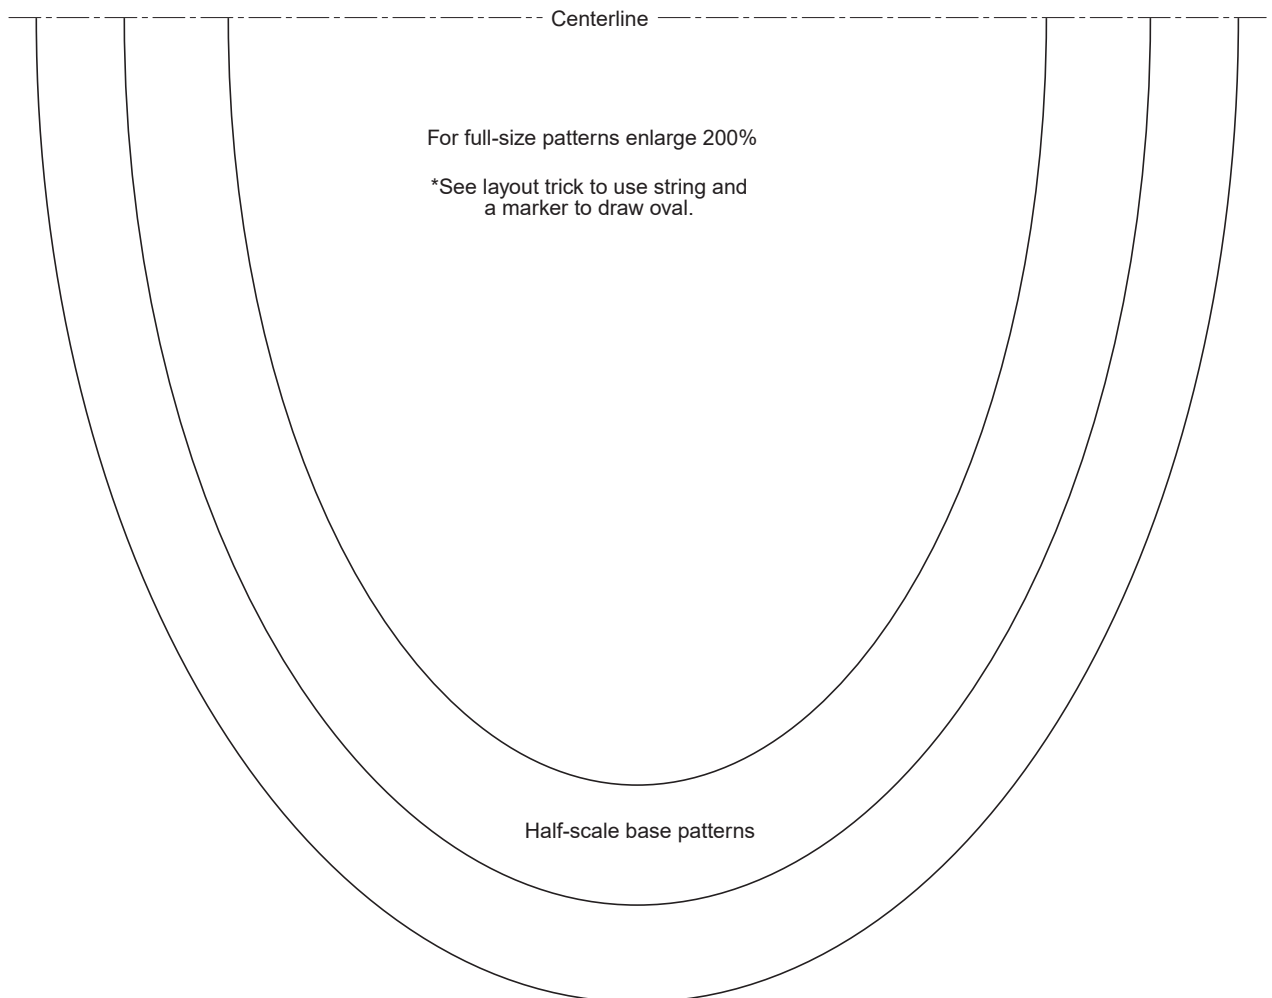 Centerline
For full-size patterns enlarge 200%
*See layout trick to use string and
a marker to draw oval.
Half-scale base patterns